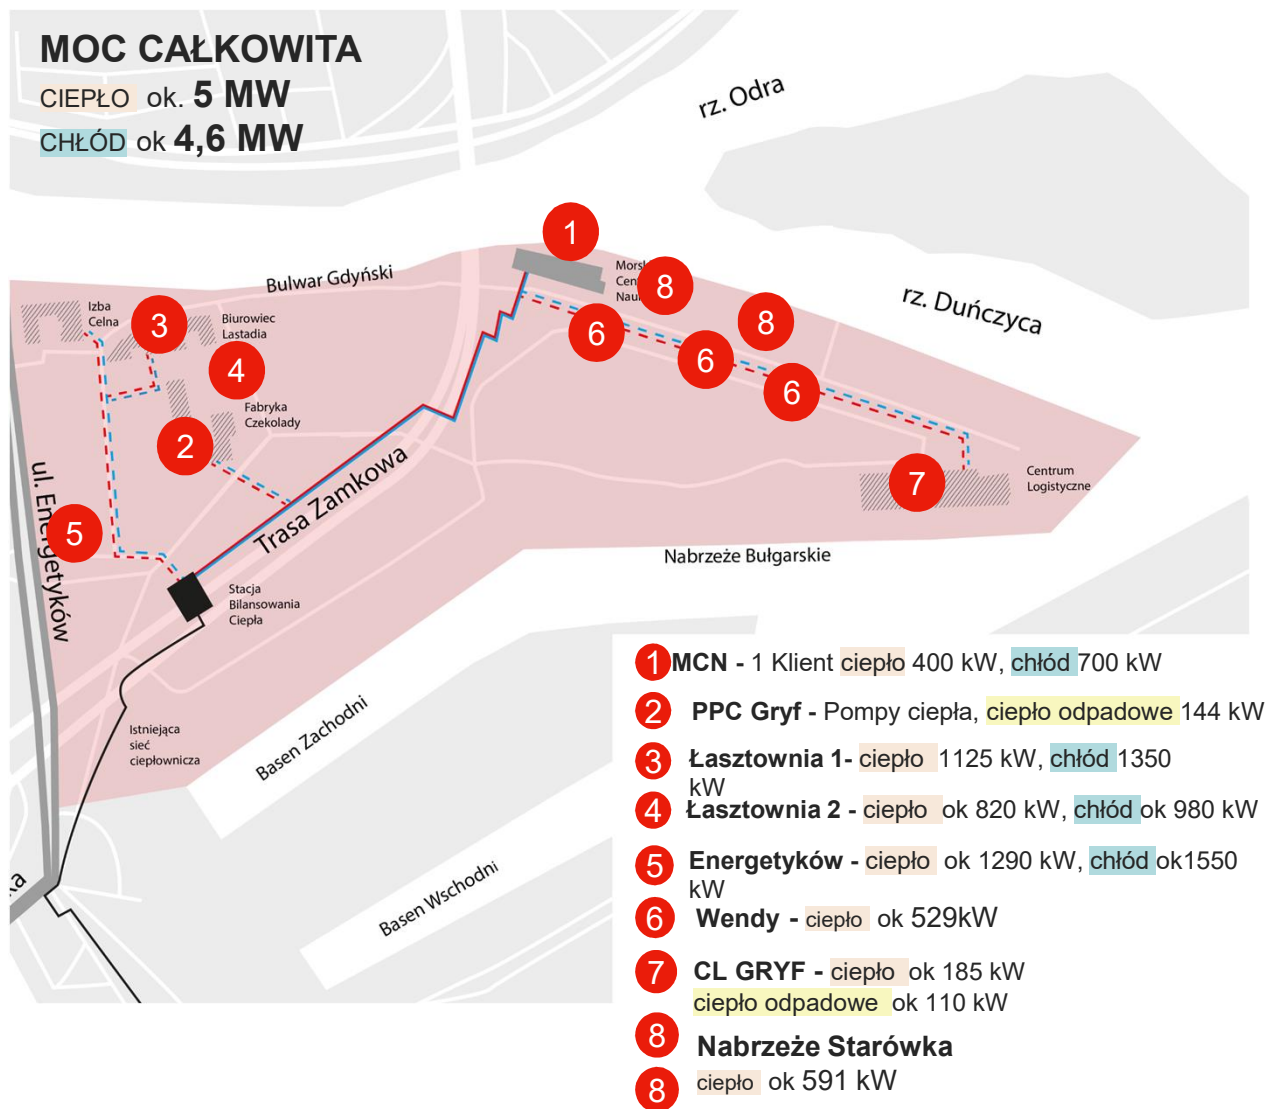 MOC CAŁKOWITA
CIEPŁO ok. 5 MW
CHŁÓD ok 4,6 MW
rz. Odra
1
Bulwar Gdyński
Morski
8
rz. Duńczyca
Izba
Celna
3
Biurowiec
Lastadia
6
8
4
6
6
Fabryka
Czekolady
2
ul. Energetyków
Trasa Zamkowa
7
Centrum
Logistyczne
5
Nabrzeże Bułgarskie
Stacja
Bilansowania
Ciepła
Istniejąca
sieć
ciepłownicza
Basen Zachodni
Basen Wschodni
ka
1 MCN - 1 Klient ciepło 400 kW, chłód 700 kW
2 PPC Gryf - Pompy ciepła, ciepło odpadowe 144 kW
3 Łasztownia 1- ciepło 1125 kW, chłód 1350
kW
4 Łasztownia 2 - ciepło ok 820 kW, chłód ok 980 kW
5 Energetyków - ciepło ok 1290 kW, chłód ok1550
kW
6 Wendy - ciepło ok 529kW
7 CL GRYF - ciepło ok 185 kW
ciepło odpadowe ok 110 kW
8 Nabrzeże Starówka
8 ciepło ok 591 kW